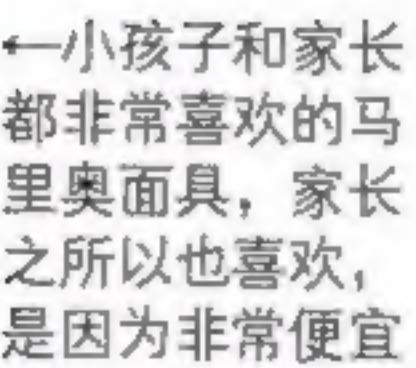 ←小孩子和家长
都非常喜欢的马
里奥面具，家长
之所以也喜欢，
是因为非常便宜